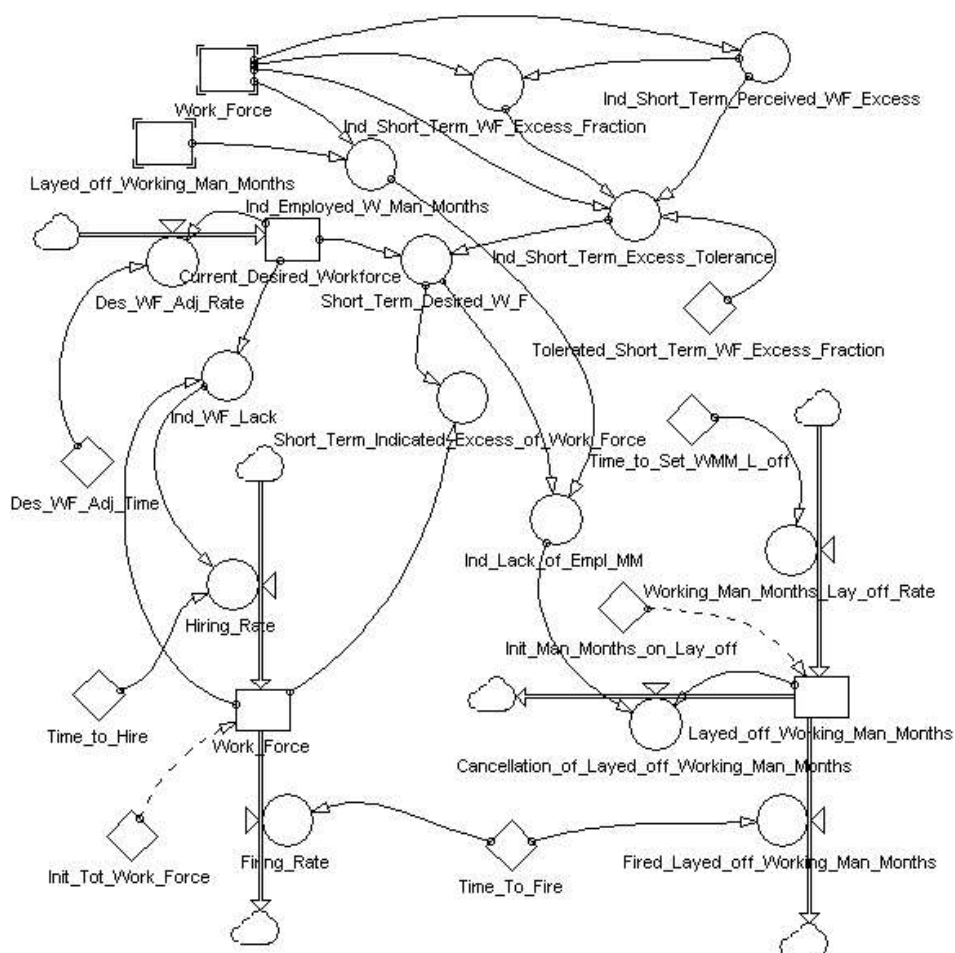 Work_Force
Ind_Short_Term_Perceived_WF_Excess
Ind_Short_Term_WF_Excess_Fraction
Layed_off_Working_Man_Months
Ind_Employed_W_Man_Months
Ind_Short_Term_Excess_Tolerance
Current_Desired_Workforce
Des_WF_Adj_Rate
Short_Term_Desired_W_F
Tolerated_Short_Term_WF_Excess_Fraction
Ind_WF_Lack
Short_Term_Indicated_Excess_of_Work_Force
Time_to_Set_WMM_L_off
Des_WF_Adj_Time
Ind_Lack_of_Empl_MM
Working_Man_Months_Lay_off_Rate
Hiring_Rate
Init_Man_Months_on_Lay_off
Time_to_Hire
Work_Force
Layed_off_Working_Man_Months
Cancellation_of_Layed_off_Working_Man_Months
Init_Tot_Work_Force
Firing_Rate
Time_To_Fire
Fired_Layed_off_Working_Man_Months